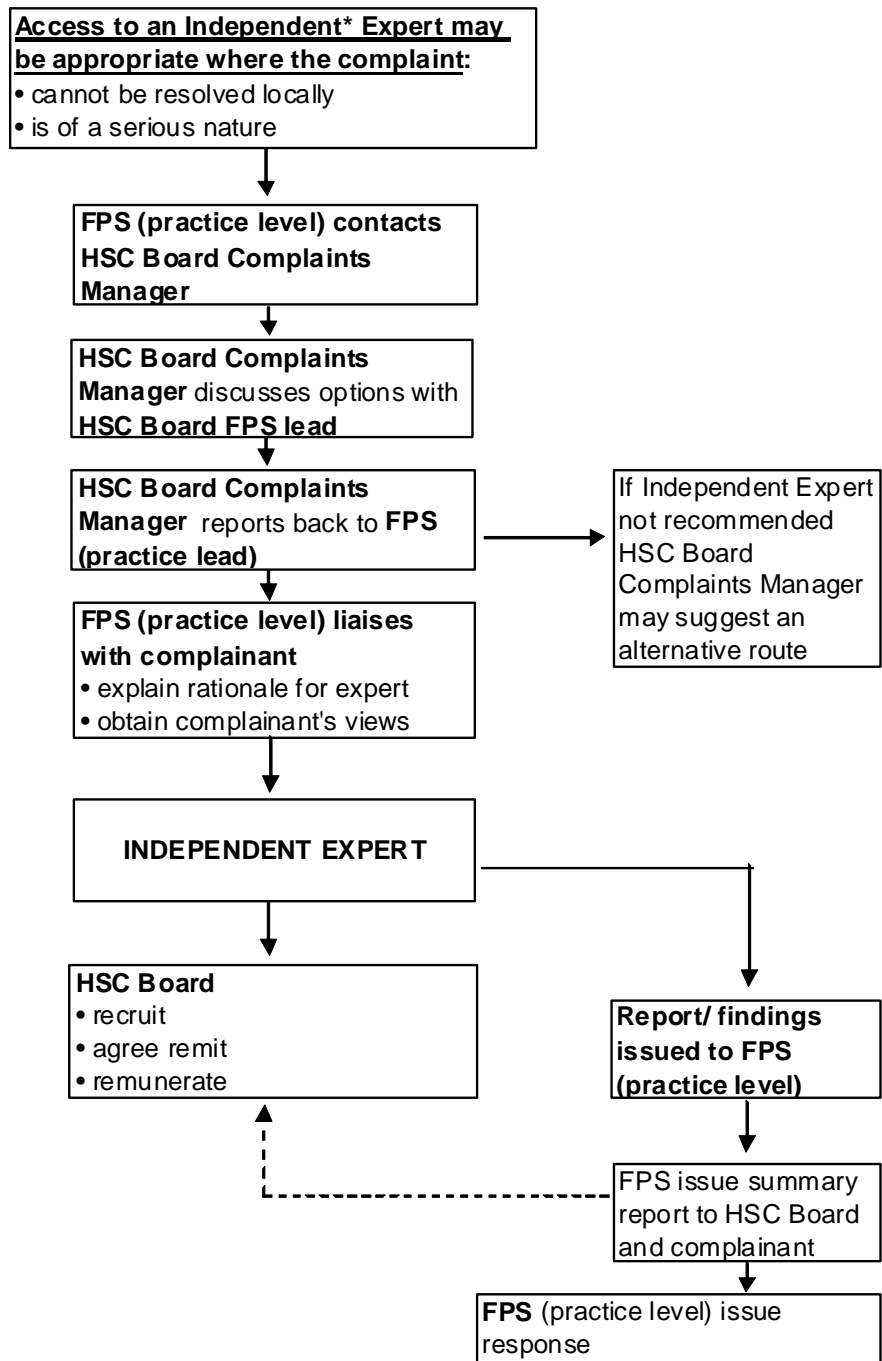 Access to an Independent* Expert may
be appropriate where the complaint:
• cannot be resolved locally
• is of a serious nature
FPS (practice level) contacts
HSC Board Complaints
Manager
HSC Board Complaints
Manager discusses options with
HSC Board FPS lead
HSC Board Complaints
Manager reports back to FPS
(practice lead)
If Independent Expert
not recommended
HSC Board
Complaints Manager
may suggest an
alternative route
FPS (practice level) liaises
with complainant
• explain rationale for expert
• obtain complainant's views
INDEPENDENT EXPERT
HSC Board
• recruit
• agree remit
• remunerate
Report/ findings
issued to FPS
(practice level)
FPS issue summary
report to HSC Board
and complainant
FPS (practice level) issue
response